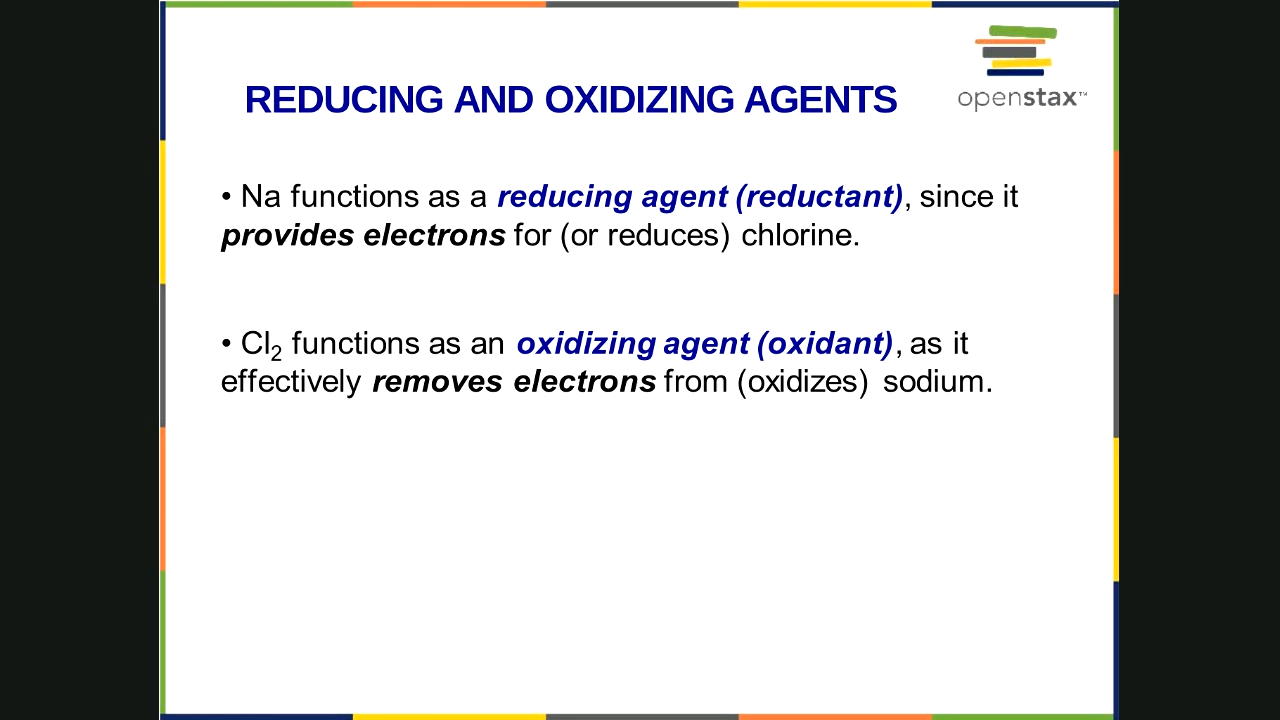 openstax™
REDUCING AND OXIDIZING AGENTS
• Na functions as a reducing agent (reductant), since it
provides electrons for (or reduces) chlorine.
• Cl₂ functions as an oxidizing agent (oxidant), as it
effectively removes electrons from (oxidizes) sodium.